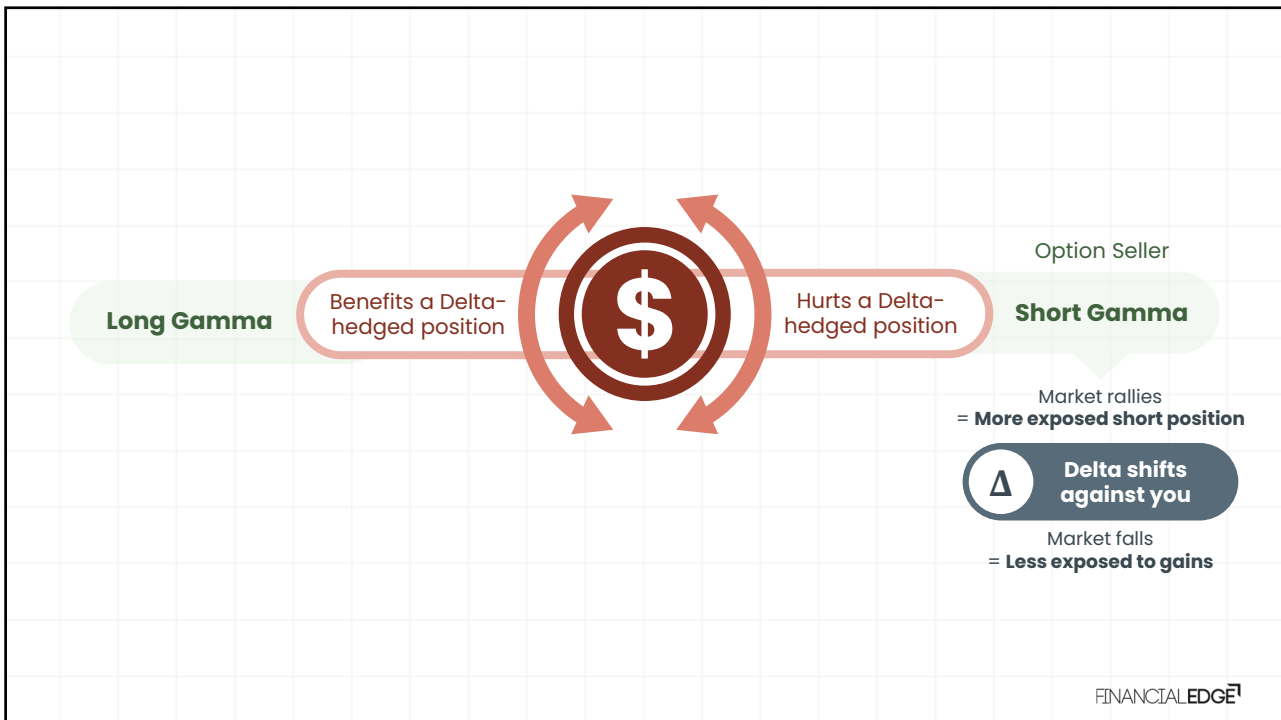 Long Gamma
Benefits a Delta-
hedged position
$
Hurts a Delta-
hedged position
Option Seller
Short Gamma
Market rallies
= More exposed short position
Δ
Delta shifts
against you
Market falls
= Less exposed to gains
FINANCIALEDGE